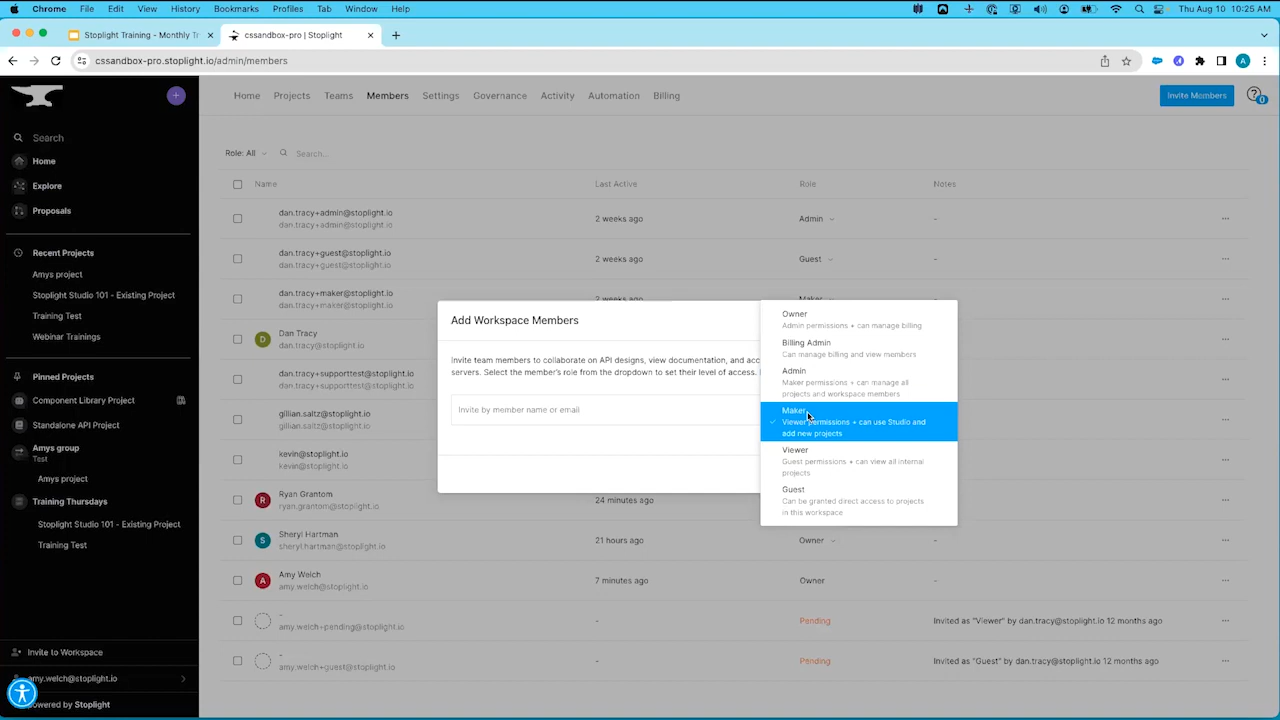 Chrome File Edit View History Bookmarks Profiles Tab Window Help Thu Aug 10 10:25 AM
Stoplight Training - Monthly T
cssandbox-pro | Stoplight
cssandbox-pro.stoplight.io/admin/members
A
Search
Home
Explore
Proposals
Recent Projects
Amys project
Stoplight Studio 101 - Existing Project
Training Test
Webinar Trainings
Pinned Projects
Component Library Project
Standalone API Project
Amys group
Test
Amys project
Training Thursdays
Stoplight Studio 101 - Existing Project
Training Test
Invite to Workspace
amy.welch@stoplight.io
powered by Stoplight
Home Projects Teams Members Settings Governance Activity Automation Billing
Invite Members
0
Role: All Search...
Name Last Active Role Notes
dan.tracy+admin@stoplight.io
dan.tracy+admin@stoplight.io
2 weeks ago Admin -
dan.tracy+guest@stoplight.io
dan.tracy+guest@stoplight.io
2 weeks ago Guest -
dan.tracy+maker@stoplight.io
dan.tracy+maker@stoplight.io
2 weeks ago Maker
D
Dan Tracy
dan.tracy@stoplight.io
dan.tracy+supporttest@stoplight.io
dan.tracy+supporttest@stoplight.io
gillian.saltz@stoplight.io
gillian.saltz@stoplight.io
kevin@stoplight.io
kevin@stoplight.io
R
Ryan Grantom
ryan.grantom@stoplight.io
24 minutes ago
S
Sheryl Hartman
sheryl.hartman@stoplight.io
21 hours ago Owner -
A
Amy Welch
amy.welch@stoplight.io
7 minutes ago Owner -
-
amy.welch+pending@stoplight.io
- Pending Invited as "Viewer" by dan.tracy@stoplight.io 12 months ago
-
amy.welch+guest@stoplight.io
- Pending Invited as "Guest" by dan.tracy@stoplight.io 12 months ago
Add Workspace Members
Invite team members to collaborate on API designs, view documentation, and acc
servers. Select the member's role from the dropdown to set their level of access.
Invite by member name or email
Owner
Admin permissions + can manage billing
Billing Admin
Can manage billing and view members
Admin
Maker permissions + can manage all
projects and workspace members
Maker
Viewer permissions + can use Studio and
add new projects
Viewer
Guest permissions + can view all internal
projects
Guest
Can be granted direct access to projects
in this workspace